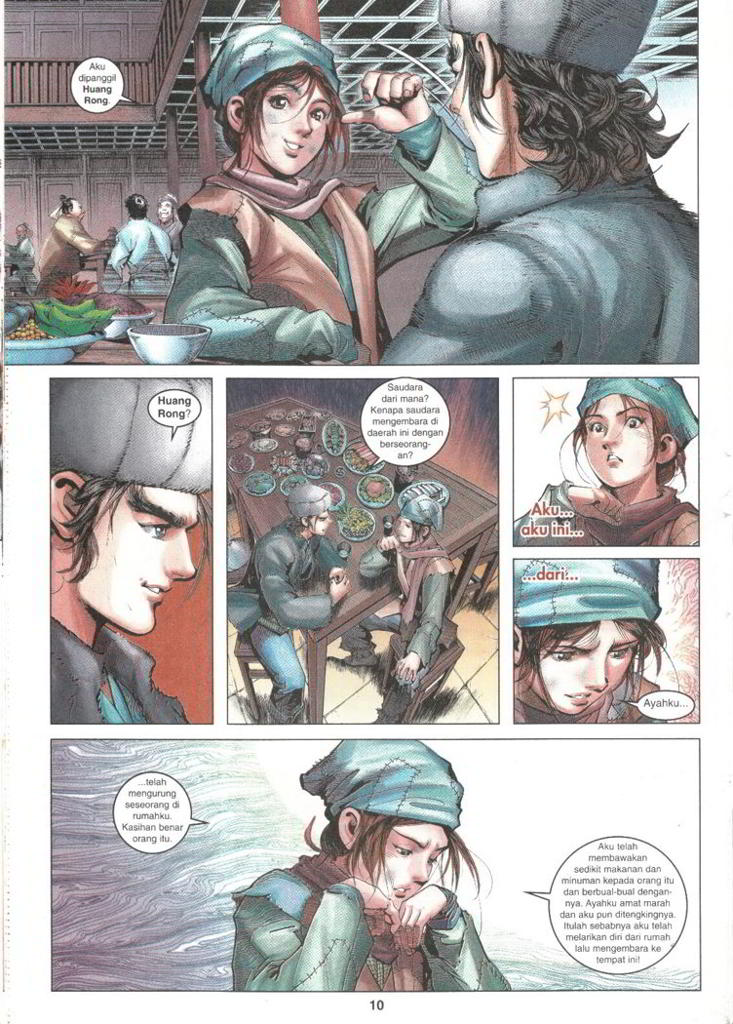 Aku
dipanggil
Huang
Rong.
Huang
Rong?
Saudara
dari mana?
Kenapa saudara
mengembara di
daerah ini dengan
berseorang-
an?
Aku...
aku ini...
...dari...
Ayahku...
...telah
mengurung
seseorang di
rumahku.
Kasihan benar
orang itu.
Aku telah
membawakan
sedikit makanan dan
minuman kepada orang itu
dan berbual-bual dengan-
nya. Ayahku amat marah
dan aku pun ditengkingnya.
Itulah sebabnya aku telah
melarikan diri dari rumah
lalu mengembara ke
tempat ini!
10